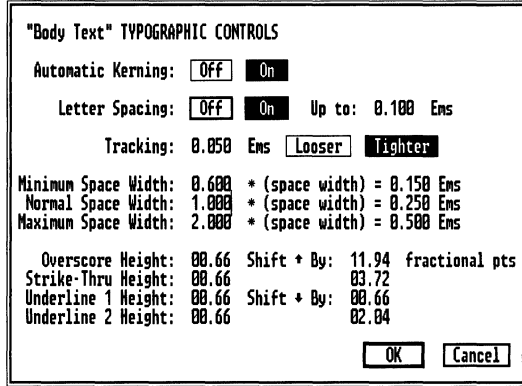 "Body Text" TYPOGRAPHIC CONTROLS
Automatic Kerning: Off On
Letter Spacing: Off On Up to: 0.100 Ems
Tracking: 0.050 Ems Looser Tighter
Minimum Space Width: 0.600 * (space width) = 0.150 Ems
Normal Space Width: 1.000 * (space width) = 0.250 Ems
Maximum Space Width: 2.000 * (space width) = 0.500 Ems
Overscore Height: 00.66 Shift ↑ By: 11.94 fractional pts
Strike-Thru Height: 00.66 03.72
Underline 1 Height: 00.66 Shift ↓ By: 00.66
Underline 2 Height: 00.66 02.04
OK Cancel